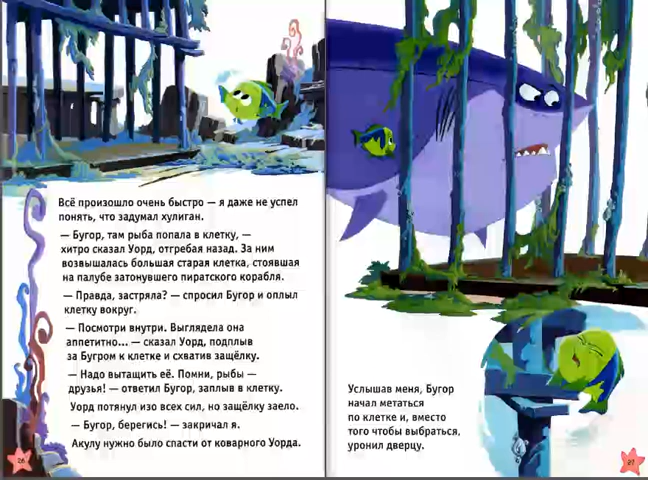 Всё произошло очень быстро — я даже не успел
понять, что задумал хулиган.
— Бугор, там рыба попала в клетку, —
хитро сказал Уорд, отгребая назад. За ним
возвышалась большая старая клетка, стоявшая
на палубе затонувшего пиратского корабля.
— Правда, застряла? — спросил Бугор и оплыл
клетку вокруг.
— Посмотри внутри. Выглядела она
аппетитно... — сказал Уорд, подплыв
за Бугром к клетке и схватив защёлку.
— Надо вытащить её. Помни, рыбы —
друзья! — ответил Бугор, заплыв в клетку.
Уорд потянул изо всех сил, но защёлку заело.
— Бугор, берегись! — закричал я.
Акулу нужно было спасти от коварного Уорда.
26
Услышав меня, Бугор
начал метаться
по клетке и, вместо
того чтобы выбраться,
уронил дверцу.
27